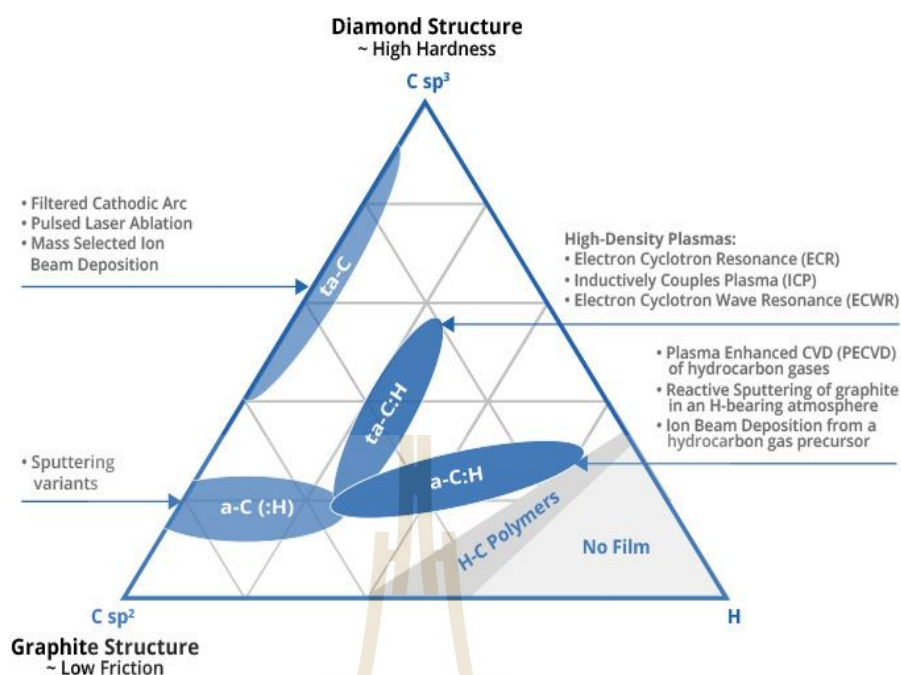 Diamond Structure
~ High Hardness
C sp³
• Filtered Cathodic Arc
• Pulsed Laser Ablation
• Mass Selected Ion
Beam Deposition
ta-C
High-Density Plasmas:
• Electron Cyclotron Resonance (ECR)
• Inductively Couples Plasma (ICP)
• Electron Cyclotron Wave Resonance (ECWR)
• Plasma Enhanced CVD (PECVD)
of hydrocarbon gases
• Reactive Sputtering of graphite
in an H-bearing atmosphere
• Ion Beam Deposition from a
hydrocarbon gas precursor
ta-C:H
• Sputtering
variants
a-C (:H)
a-C:H
H-C Polymers
No Film
C sp²
H
Graphite Structure
~ Low Friction